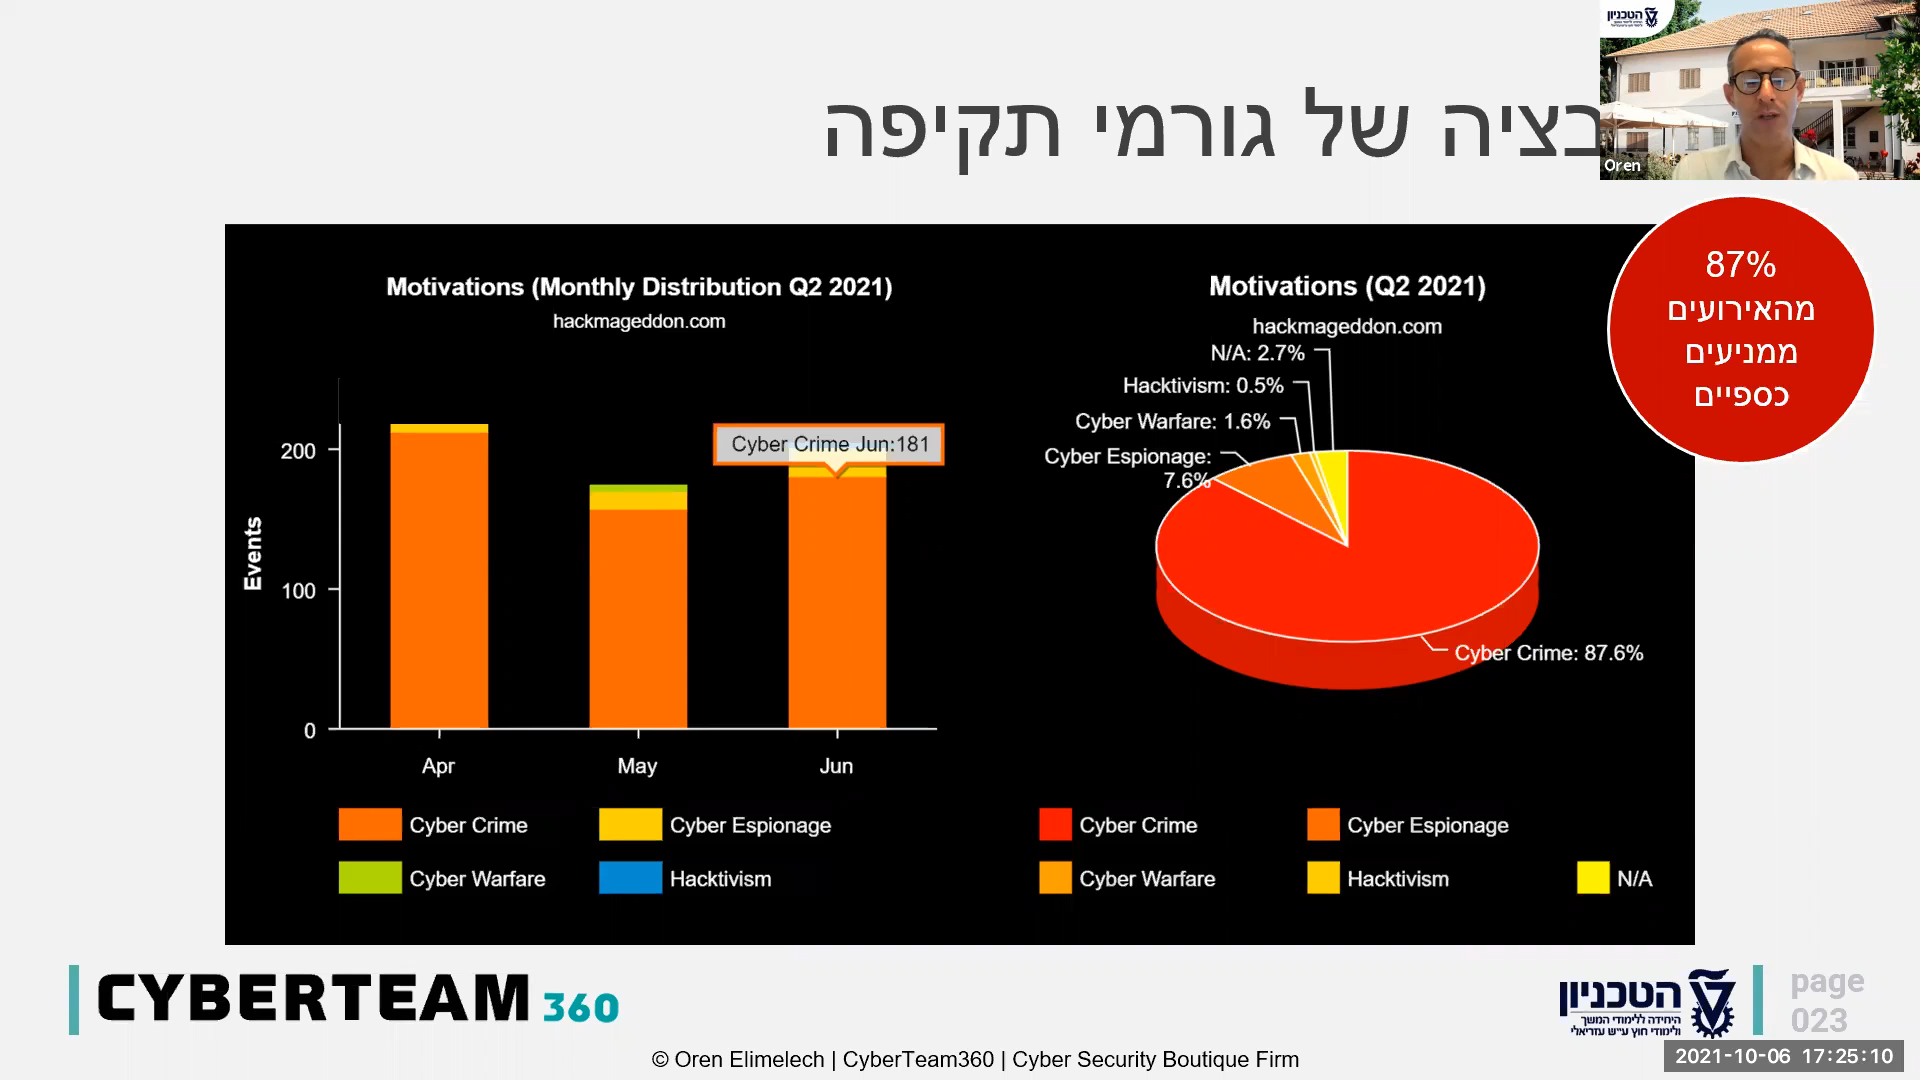 הטכניון
Oren
של גורמי תקיפה
87%
מהאירועים
ממניעים
כספיים
Motivations (Monthly Distribution Q2 2021)
hackmageddon.com
Events
200
100
0
Cyber Crime Jun:181
Apr May Jun
Cyber Crime Cyber Espionage
Cyber Warfare Hacktivism
Motivations (Q2 2021)
hackmageddon.com
N/A: 2.7%
Hacktivism: 0.5%
Cyber Warfare: 1.6%
Cyber Espionage:
7.6%
Cyber Crime: 87.6%
Cyber Crime Cyber Espionage
Cyber Warfare Hacktivism N/A
CYBERTEAM 360
הטכניון
היחידה ללימודי המשך
ולימודי חוץ ע״ש עזריאלי
page
023
© Oren Elimelech | CyberTeam360 | Cyber Security Boutique Firm
2021-10-06 17:25:10